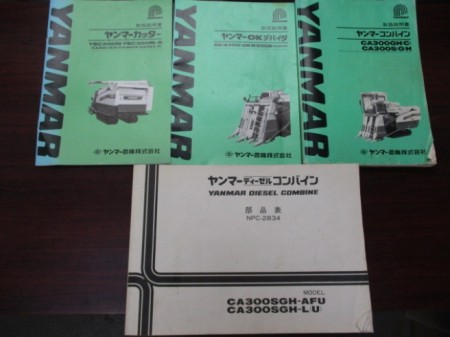 YANMAR
取扱説明書
ヤンマーカッター
ヤンマー農機株式会社
YANMAR
取扱説明書
ヤンマーOKデバイダ
ヤンマー農機株式会社
YANMAR
取扱説明書
ヤンマーコンバイン
CA300GH(C)
CA300S・G・H
ヤンマー農機株式会社
ヤンマーディーゼルコンバイン
YANMAR DIESEL COMBINE
部品表
NPC-2834
MODEL
CA300SGH-AFU
CA300SGH-L(U)